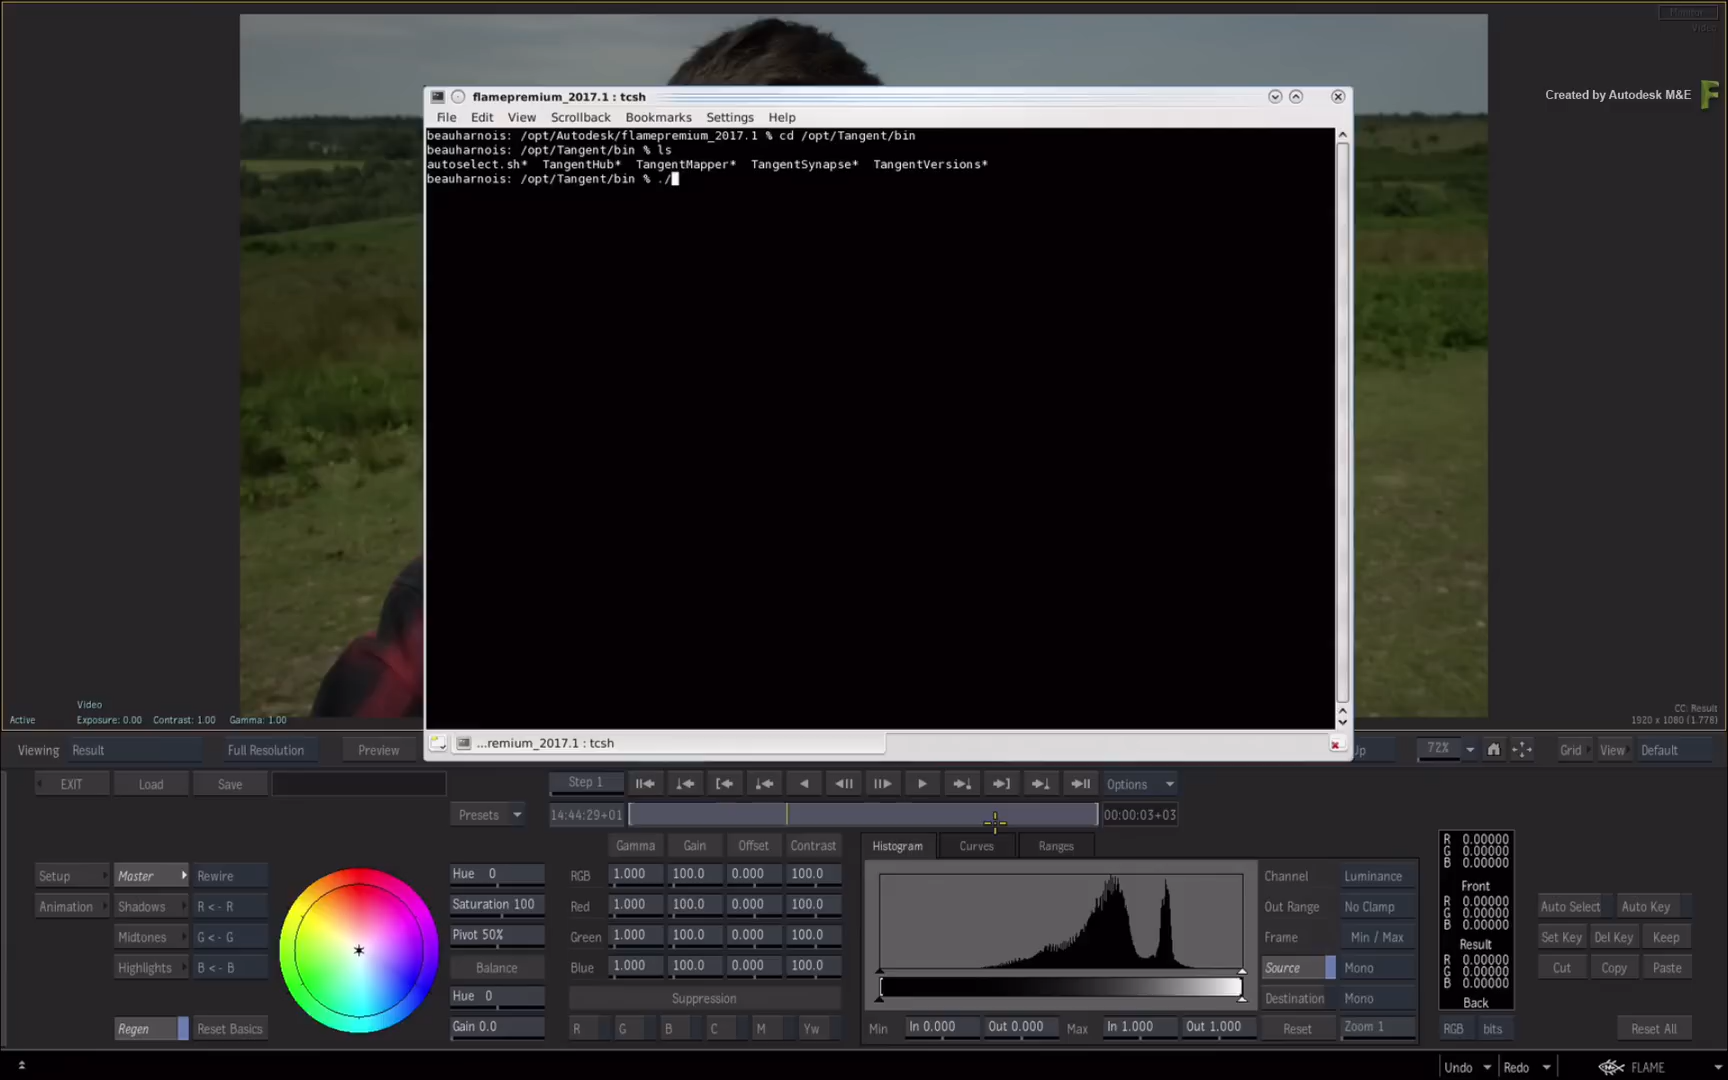 Monitor
Video
Created by Autodesk M&E
flamepremium_2017.1 : tcsh
File Edit View Scrollback Bookmarks Settings Help
beauharnois: /opt/Autodesk/flamepremium_2017.1 % cd /opt/Tangent/bin
beauharnois: /opt/Tangent/bin % ls
autoselect.sh* TangentHub* TangentMapper* TangentSynapse* TangentVersions*
beauharnois: /opt/Tangent/bin % ./
...remium_2017.1 : tcsh
Video
Active Exposure: 0.00 Contrast: 1.00 Gamma: 1.00
CC: Result
1920 x 1080 (1.778)
Viewing Result Full Resolution Preview 72% Grid View Default
EXIT Load Save Step 1 Options
Presets 14:44:29+01 00:00:03+03
Gamma Gain Offset Contrast Histogram Curves Ranges
Setup Master Rewire Hue 0 RGB 1.000 100.0 0.000 100.0 Channel Luminance
Animation Shadows R <- R Saturation 100 Red 1.000 100.0 0.000 100.0 Out Range No Clamp
Midtones G <- G Pivot 50% Green 1.000 100.0 0.000 100.0 Frame Min / Max
Highlights B <- B Balance Blue 1.000 100.0 0.000 100.0 Source Mono
Hue 0 Suppression Destination Mono
Regen Reset Basics Gain 0.0 R G B C M Yw Min In 0.000 Out 0.000 Max In 1.000 Out 1.000 Reset Zoom 1
R 0.00000
G 0.00000
B 0.00000
Front
R 0.00000
G 0.00000
B 0.00000
Result
R 0.00000
G 0.00000
B 0.00000
Back
RGB bits
Auto Select Auto Key
Set Key Del Key Keep
Cut Copy Paste
Reset All
Undo Redo FLAME